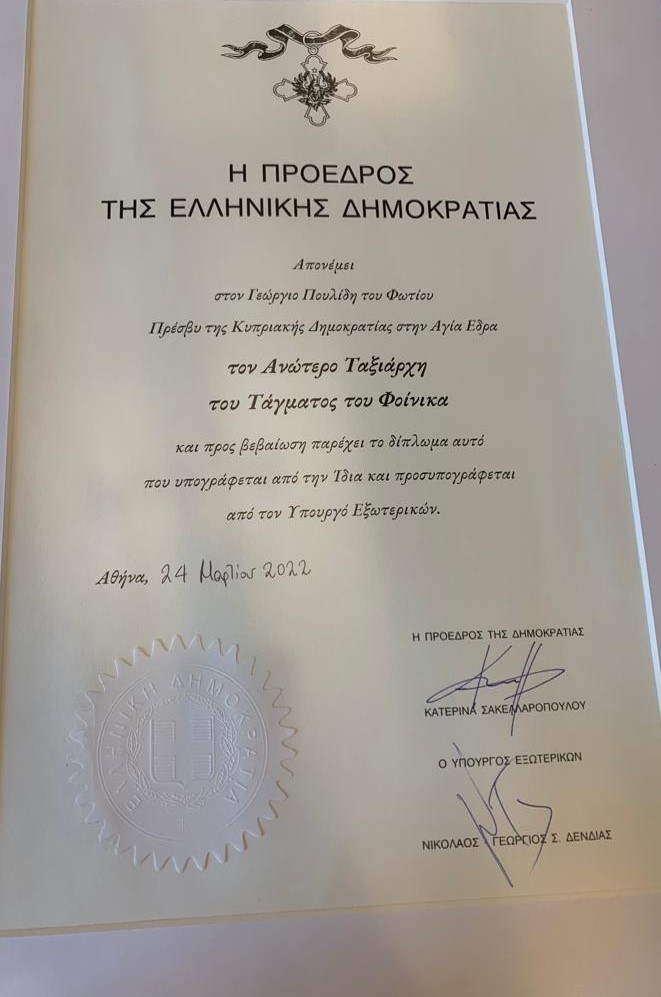 Η ΠΡΟΕΔΡΟΣ
ΤΗΣ ΕΛΛΗΝΙΚΗΣ ΔΗΜΟΚΡΑΤΙΑΣ
Απονέμει
στον Γεώργιο Πουλίδη του Φωτίου
Πρέσβυ της Κυπριακής Δημοκρατίας στην Αγία Εδρα
τον Ανώτερο Ταξιάρχη
του Τάγματος του Φοίνικα
και προς βεβαίωση παρέχει το δίπλωμα αυτό
που υπογράφεται από την Ίδια και προσυπογράφεται
από τον Υπουργό Εξωτερικών.
Αθήνα, 24 Μαρτίου 2022
Η ΠΡΟΕΔΡΟΣ ΤΗΣ ΔΗΜΟΚΡΑΤΙΑΣ
ΚΑΤΕΡΙΝΑ ΣΑΚΕΛΛΑΡΟΠΟΥΛΟΥ
Ο ΥΠΟΥΡΓΟΣ ΕΞΩΤΕΡΙΚΩΝ
ΝΙΚΟΛΑΟΣ - ΓΕΩΡΓΙΟΣ Σ. ΔΕΝΔΙΑΣ
ΕΛΛΗΝΙΚΗ ΔΗΜΟΚΡΑΤΙΑ